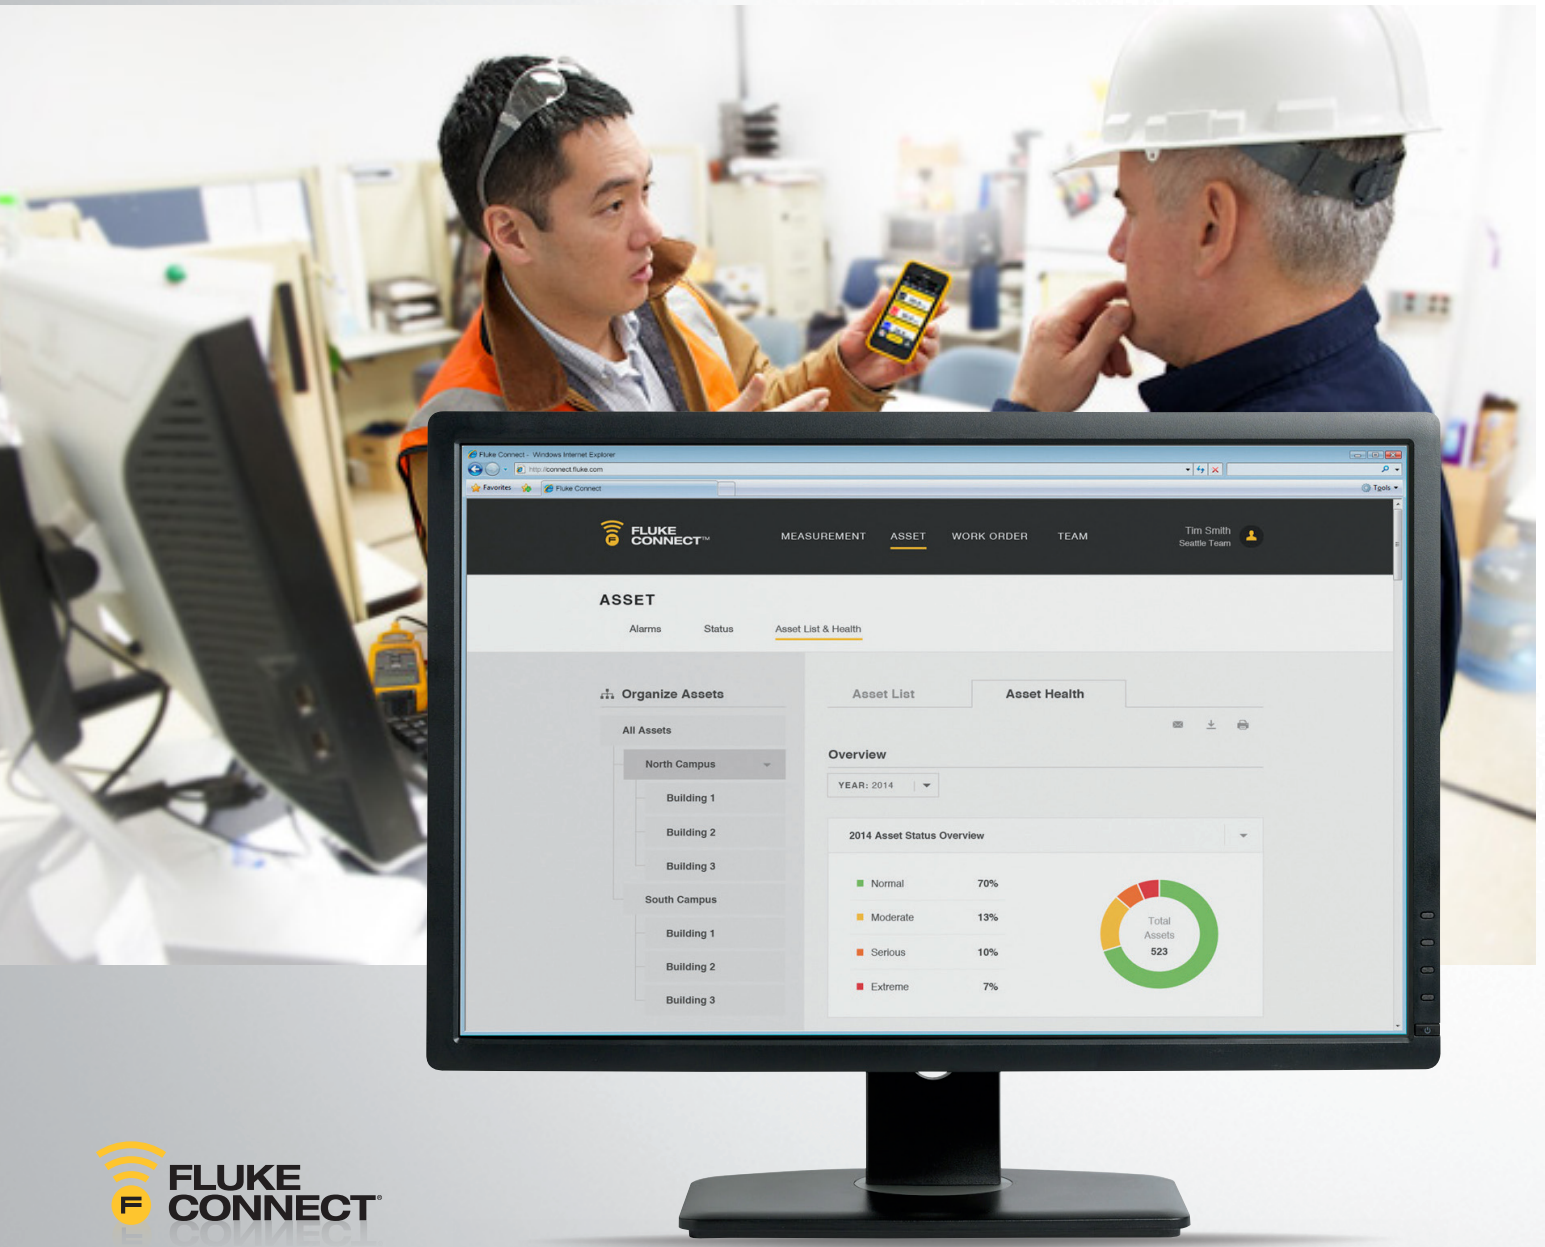 Fluke Connect - Windows Internet Explorer
http://connect.fluke.com
Favorites
Fluke Connect
Tools
FLUKE
CONNECT™
MEASUREMENT
ASSET
WORK ORDER
TEAM
Tim Smith
Seattle Team
ASSET
Alarms
Status
Asset List & Health
Organize Assets
All Assets
North Campus
Building 1
Building 2
Building 3
South Campus
Building 1
Building 2
Building 3
Asset List
Asset Health
Overview
YEAR: 2014
2014 Asset Status Overview
Normal 70%
Moderate 13%
Serious 10%
Extreme 7%
Total
Assets
523
F
FLUKE
CONNECT®